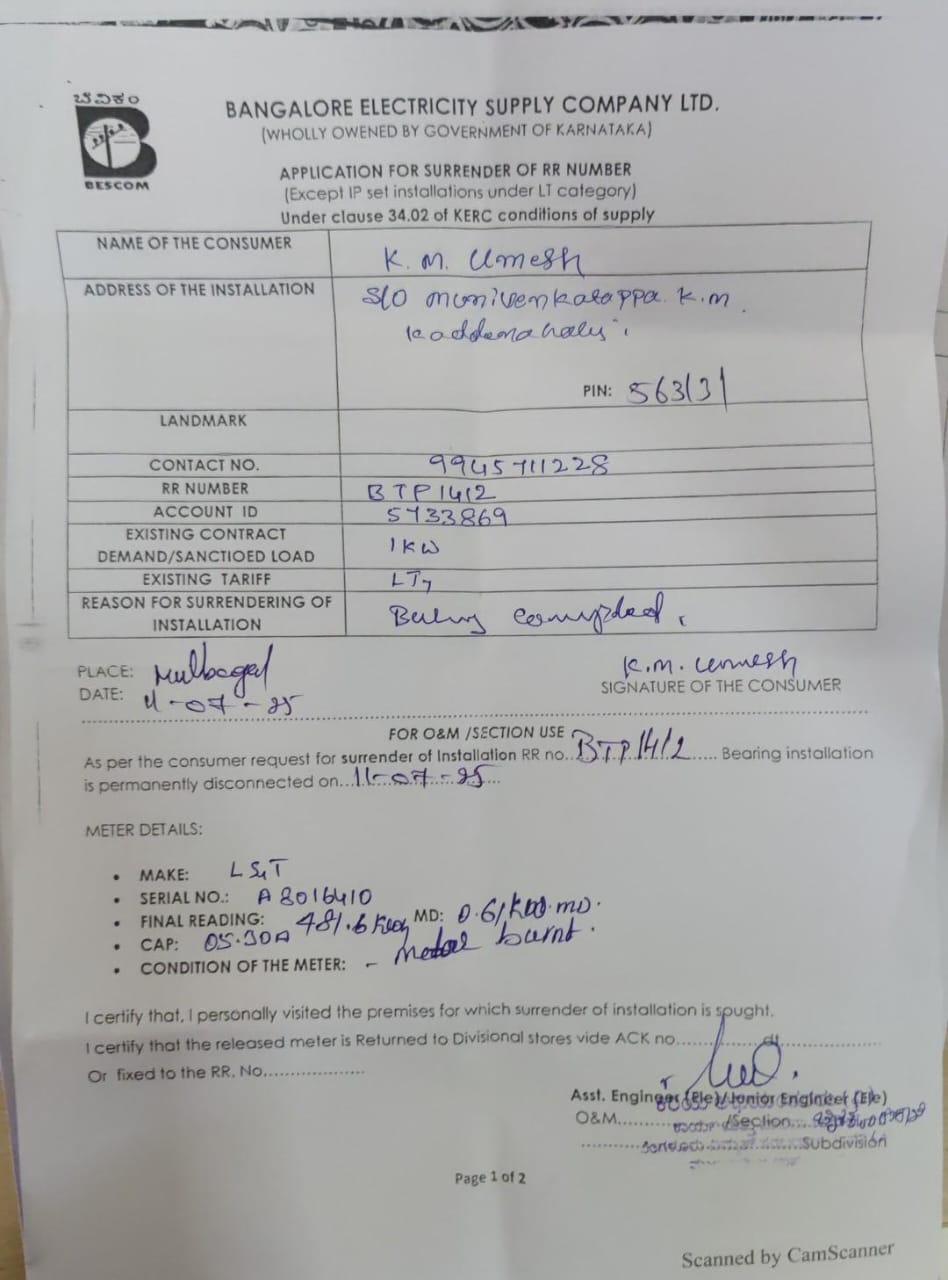 ಬೆವಿಕಂ
BESCOM
BANGALORE ELECTRICITY SUPPLY COMPANY LTD.
(WHOLLY OWENED BY GOVERNMENT OF KARNATAKA)
APPLICATION FOR SURRENDER OF RR NUMBER
(Except IP set installations under LT category)
Under clause 34.02 of KERC conditions of supply
NAME OF THE CONSUMER K. M. Umesh
ADDRESS OF THE INSTALLATION S/O munivenkatappa. K.m.
kaddenahally
PIN: 563131
LANDMARK
CONTACT NO. 9945711228
RR NUMBER BTP1412
ACCOUNT ID 5733869
EXISTING CONTRACT
DEMAND/SANCTIOED LOAD 1KW
EXISTING TARIFF LT7
REASON FOR SURRENDERING OF
INSTALLATION
PLACE: Mulbagal
K.m. Umesh
DATE: 11-07-25
SIGNATURE OF THE CONSUMER
FOR O&M /SECTION USE
As per the consumer request for surrender of Installation RR no..BTP1412..... Bearing installation
is permanently disconnected on...11-07-25...
METER DETAILS:
• MAKE: L&T
• SERIAL NO.: A8016410
• FINAL READING: 481.6 MD: 0.61
• CAP: 05-30A
• CONDITION OF THE METER: - burnt.
I certify that, I personally visited the premises for which surrender of installation is sought.
I certify that the released meter is Returned to Divisional stores vide ACK no....................dt....................
Or fixed to the RR. No...................
Asst. Engineer (Ele)/Junior Engineer (Ele)
O&M............../Section....
......................Subdivision
Page 1 of 2
Scanned by CamScanner